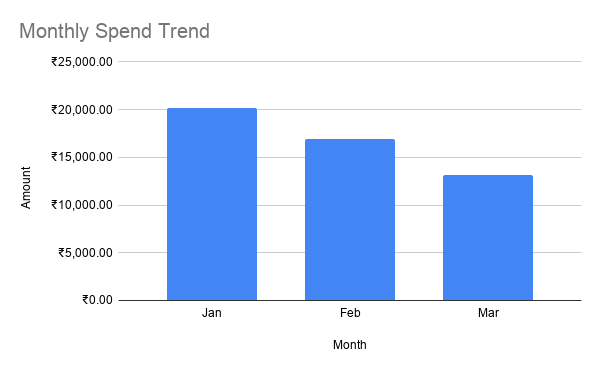 Monthly Spend Trend
₹25,000.00
₹20,000.00
₹15,000.00
₹10,000.00
₹5,000.00
₹0.00
Amount
Jan Feb Mar
Month